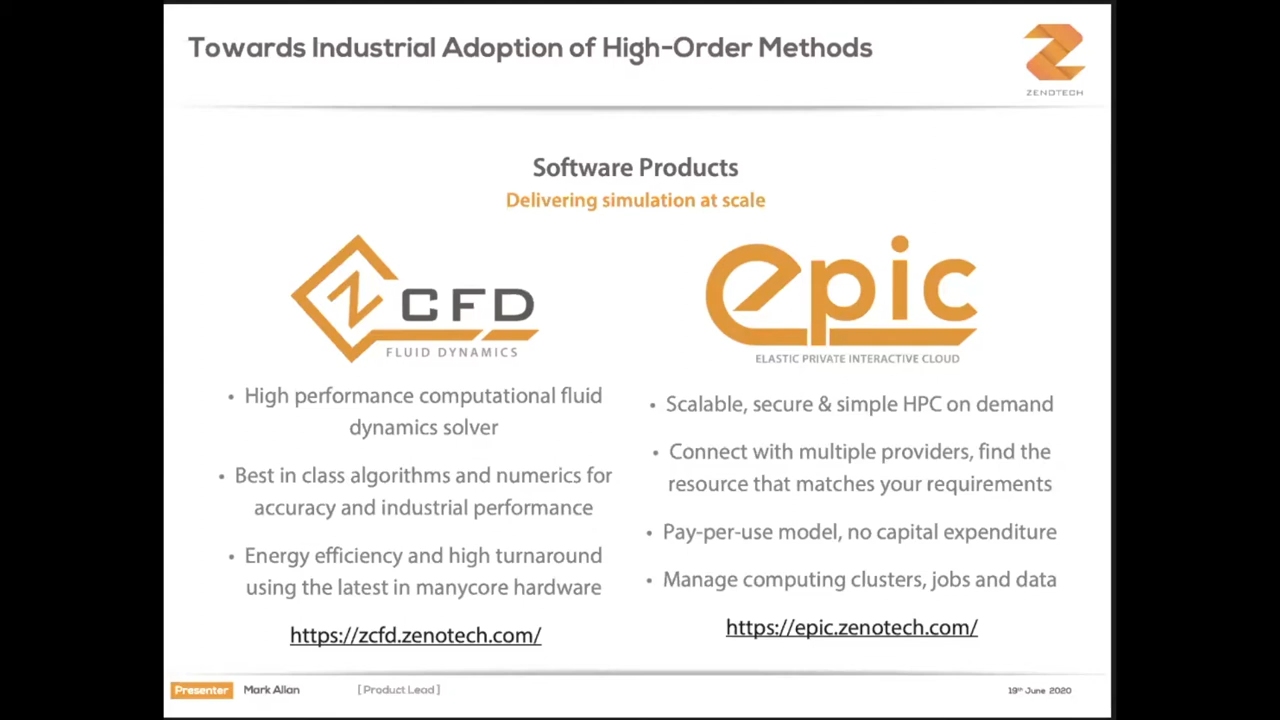 Towards Industrial Adoption of High-Order Methods
ZENOTECH
Software Products
Delivering simulation at scale
Z CFD
FLUID DYNAMICS
• High performance computational fluid
dynamics solver
• Best in class algorithms and numerics for
accuracy and industrial performance
• Energy efficiency and high turnaround
using the latest in manycore hardware
https://zcfd.zenotech.com/
epic
ELASTIC PRIVATE INTERACTIVE CLOUD
• Scalable, secure & simple HPC on demand
• Connect with multiple providers, find the
resource that matches your requirements
• Pay-per-use model, no capital expenditure
• Manage computing clusters, jobs and data
https://epic.zenotech.com/
Presenter Mark Allan [ Product Lead ] 19th June 2020